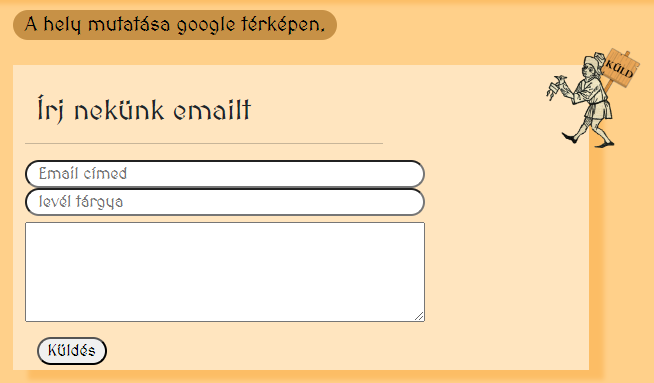 A hely mutatása google térképen.
KÜLD
Írj nekünk emailt
Email címed
levél tárgya
Küldés